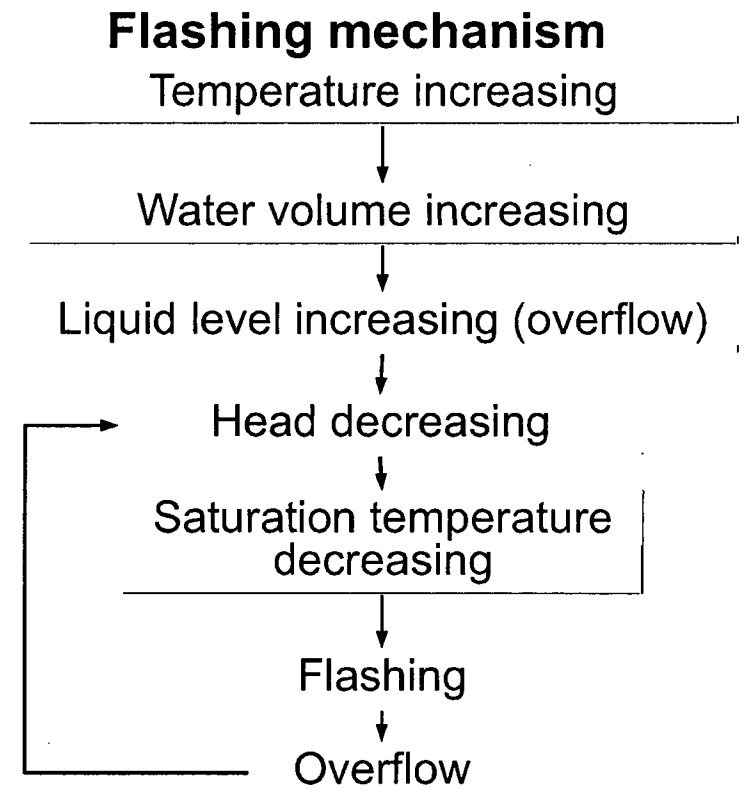 Flashing mechanism
Temperature increasing
Water volume increasing
Liquid level increasing (overflow)
Head decreasing
Saturation temperature
decreasing
Flashing
Overflow